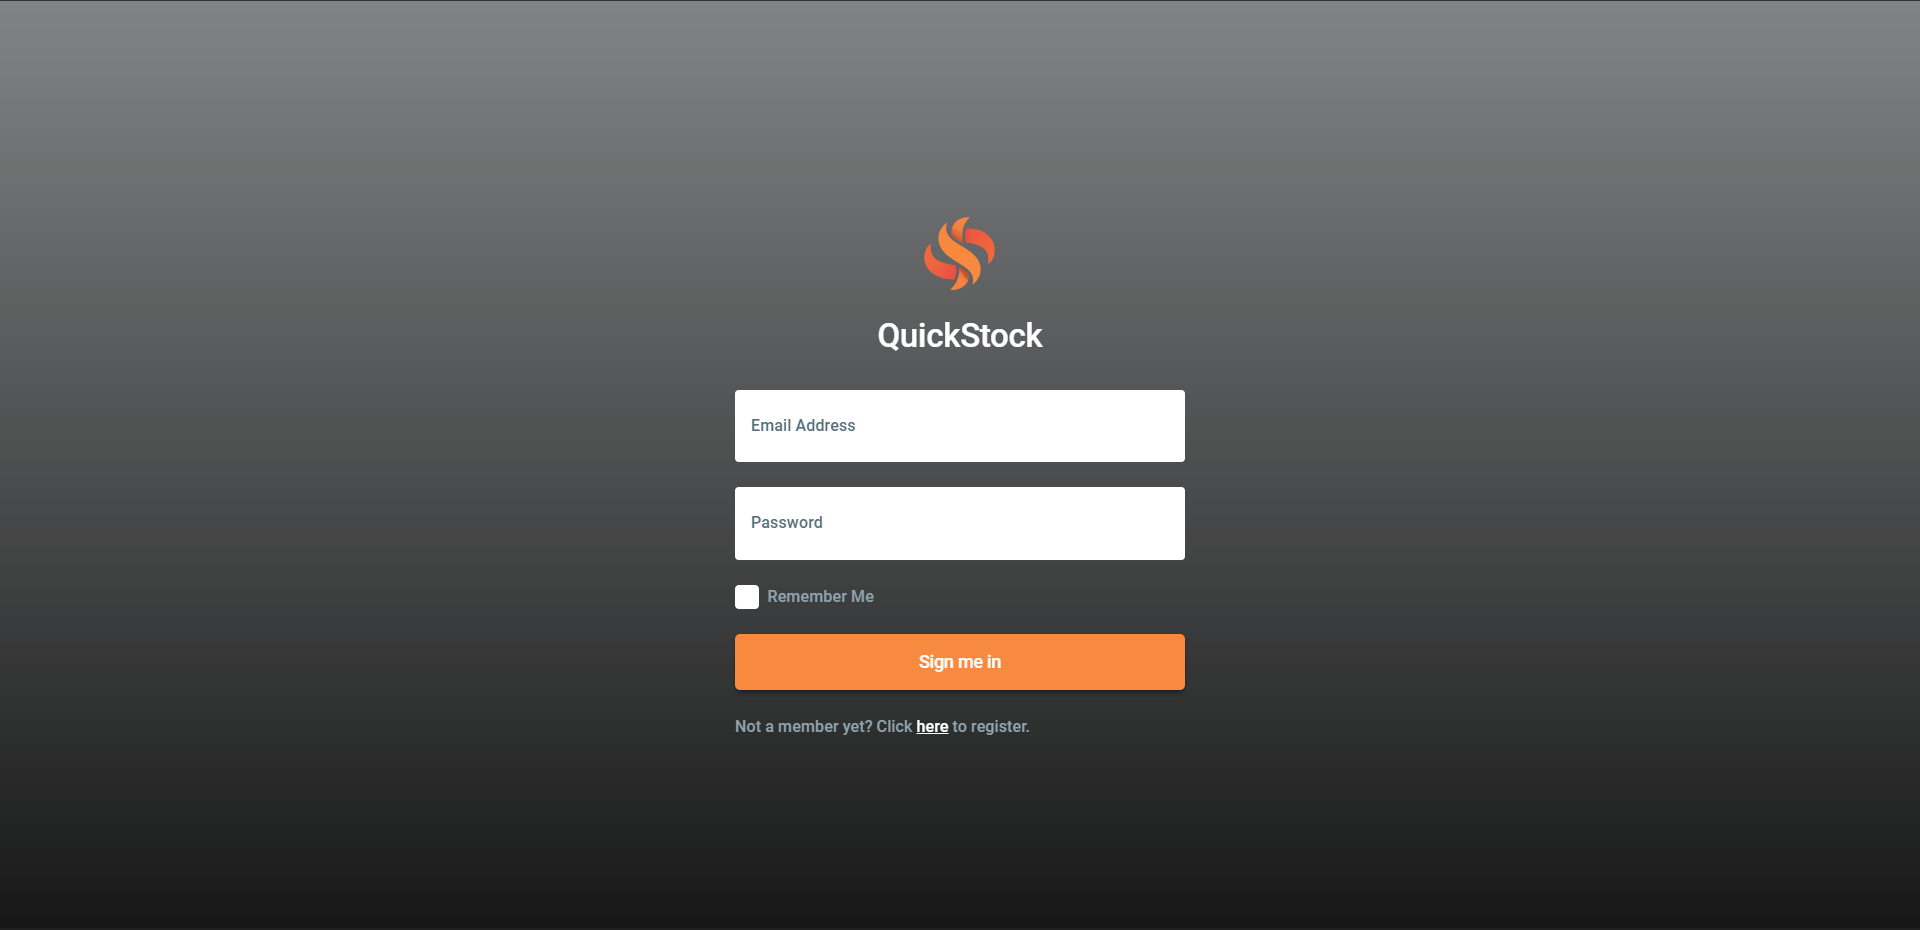 QuickStock
Email Address
Password
Remember Me
Sign me in
Not a member yet? Click here to register.